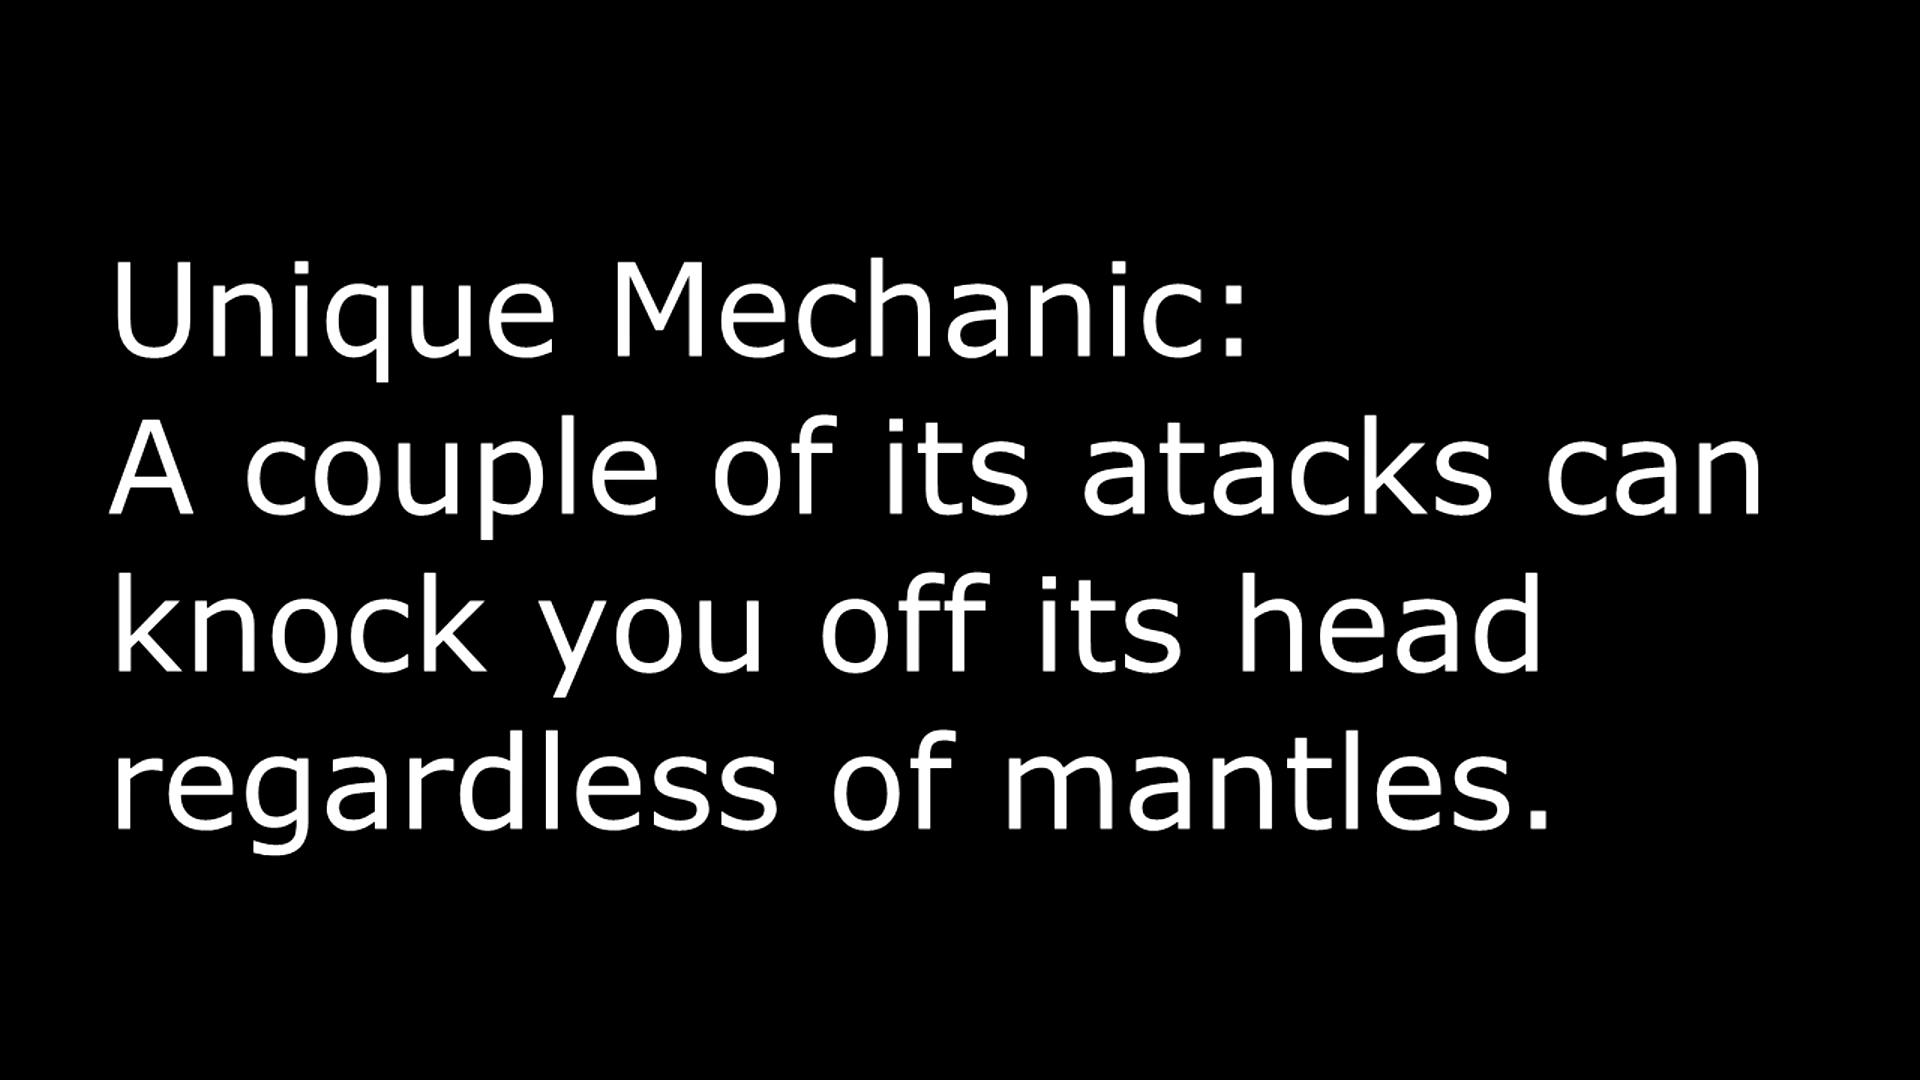 Unique Mechanic:
A couple of its atacks can
knock you off its head
regardless of mantles.